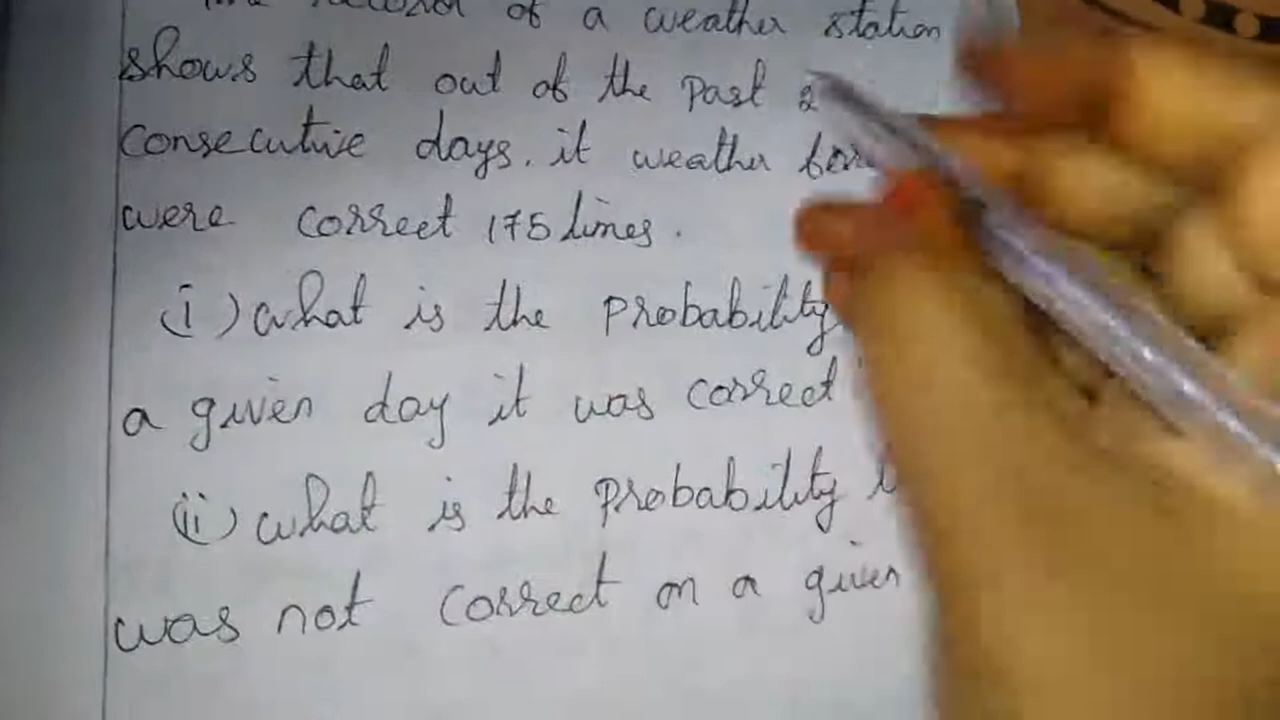 of a weather station
shows that out of the past 2
consecutive days. it weather
were correct 175 times.
(i) what is the probability
a given day it was correct
(ii) what is the probability
was not correct on a given